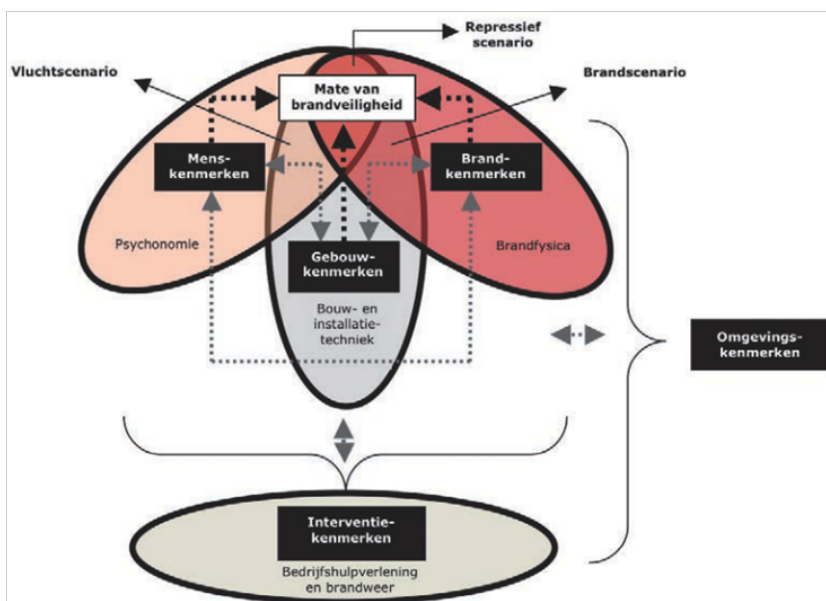 Repressief
scenario
Vluchtscenario
Brandscenario
Mate van
brandveiligheid
Mens-
kenmerken
Brand-
kenmerken
Psychonomie
Brandfysica
Gebouw-
kenmerken
Bouw- en
installatie-
techniek
Omgevings-
kenmerken
Interventie-
kenmerken
Bedrijfshulpverlening
en brandweer